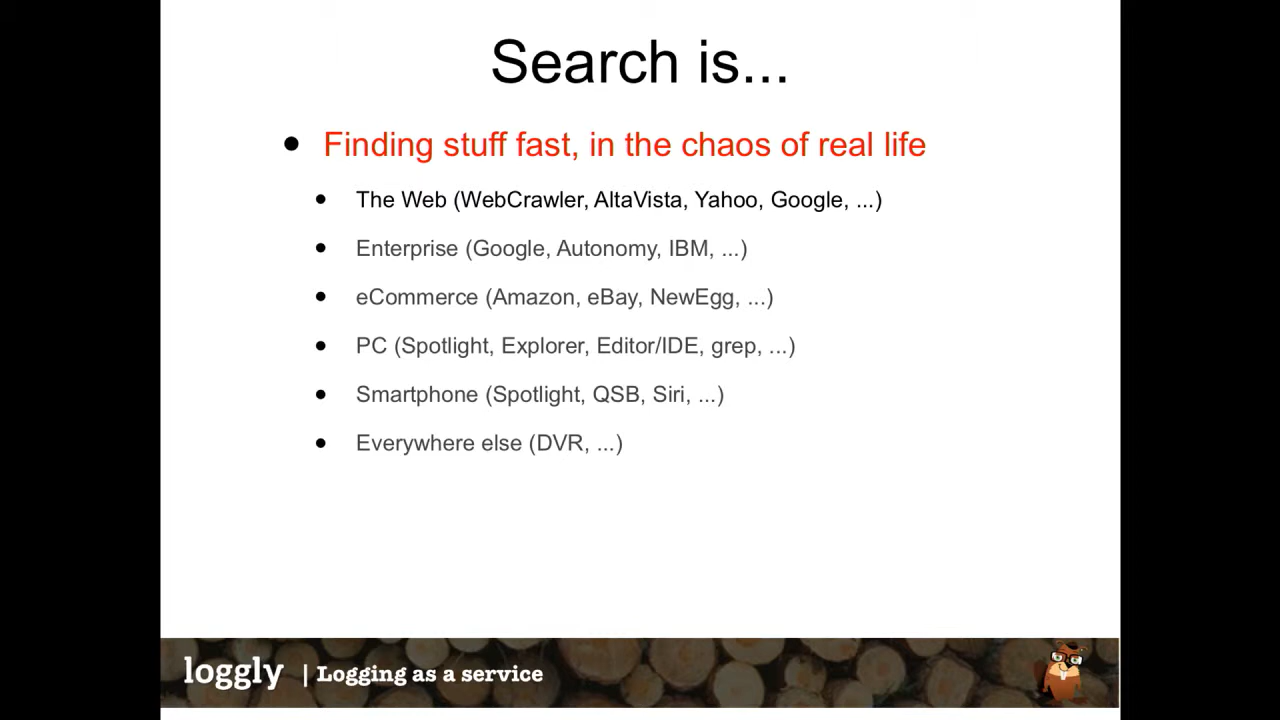 Search is...
• Finding stuff fast, in the chaos of real life
• The Web (WebCrawler, AltaVista, Yahoo, Google, ...)
• Enterprise (Google, Autonomy, IBM, ...)
• eCommerce (Amazon, eBay, NewEgg, ...)
• PC (Spotlight, Explorer, Editor/IDE, grep, ...)
• Smartphone (Spotlight, QSB, Siri, ...)
• Everywhere else (DVR, ...)
loggly | Logging as a service